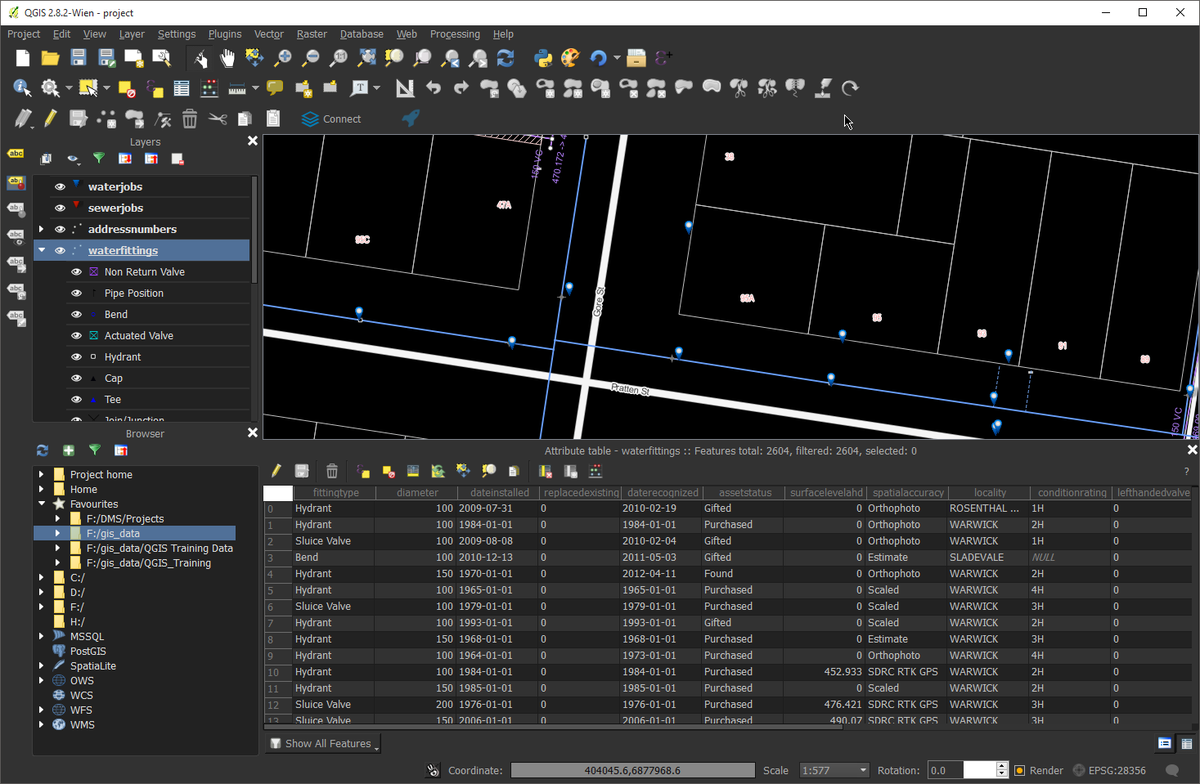 QGIS 2.8.2-Wien - project
Project Edit View Layer Settings Plugins Vector Raster Database Web Processing Help
Connect
Layers
waterjobs
sewerjobs
addressnumbers
waterfittings
Non Return Valve
Pipe Position
Bend
Actuated Valve
Hydrant
Cap
Tee
Join/Junction
Browser
Project home
Home
Favourites
F:/DMS/Projects
F:/gis_data
F:/gis_data/QGIS Training Data
F:/gis_data/QGIS_Training
C:/
D:/
F:/
H:/
MSSQL
PostGIS
SpatiaLite
OWS
WCS
WFS
WMS
150 VC
47A
Gore St
Pratten St
95A
91
150 VC
Attribute table - waterfittings :: Features total: 2604, filtered: 2604, selected: 0
?
fittingtype diameter dateinstalled replacedexisting daterecognized assetstatus surfacelevelahd spatialaccuracy locality conditionrating lefthandedvalve
0 Hydrant 100 2009-07-31 0 2010-02-19 Gifted 0 Orthophoto ROSENTHAL ... 1H 0
1 Hydrant 100 1984-01-01 0 1984-01-01 Purchased 0 Orthophoto WARWICK 2H 0
2 Sluice Valve 100 2009-08-08 0 2010-02-04 Gifted 0 Orthophoto WARWICK 1H 0
3 Bend 100 2010-12-13 0 2011-05-03 Gifted 0 Estimate SLADEVALE NULL 0
4 Hydrant 150 1970-01-01 0 2012-04-11 Found 0 Orthophoto WARWICK 2H 0
5 Hydrant 100 1965-01-01 0 1965-01-01 Purchased 0 Scaled WARWICK 4H 0
6 Sluice Valve 100 1979-01-01 0 1979-01-01 Purchased 0 Scaled WARWICK 3H 0
7 Hydrant 100 1993-01-01 0 1993-01-01 Gifted 0 Scaled WARWICK 2H 0
8 Hydrant 150 1968-01-01 0 1968-01-01 Purchased 0 Estimate WARWICK 3H 0
9 Hydrant 100 1964-01-01 0 1973-01-01 Purchased 0 Orthophoto WARWICK 4H 0
10 Hydrant 100 1984-01-01 0 1984-01-01 Purchased 452.933 SDRC RTK GPS WARWICK 2H 0
11 Hydrant 150 1985-01-01 0 1985-01-01 Purchased 0 Scaled WARWICK 2H 0
12 Sluice Valve 200 1976-01-01 0 1976-01-01 Purchased 476.421 SDRC RTK GPS WARWICK 3H 0
13 Sluice Valve 150 2006-01-01 0 2006-01-01 Purchased 490.07 SDRC RTK GPS WARWICK 3H 0
Show All Features
Coordinate: 404045.6,6877968.6 Scale 1:577 Rotation: 0.0 Render EPSG:28356